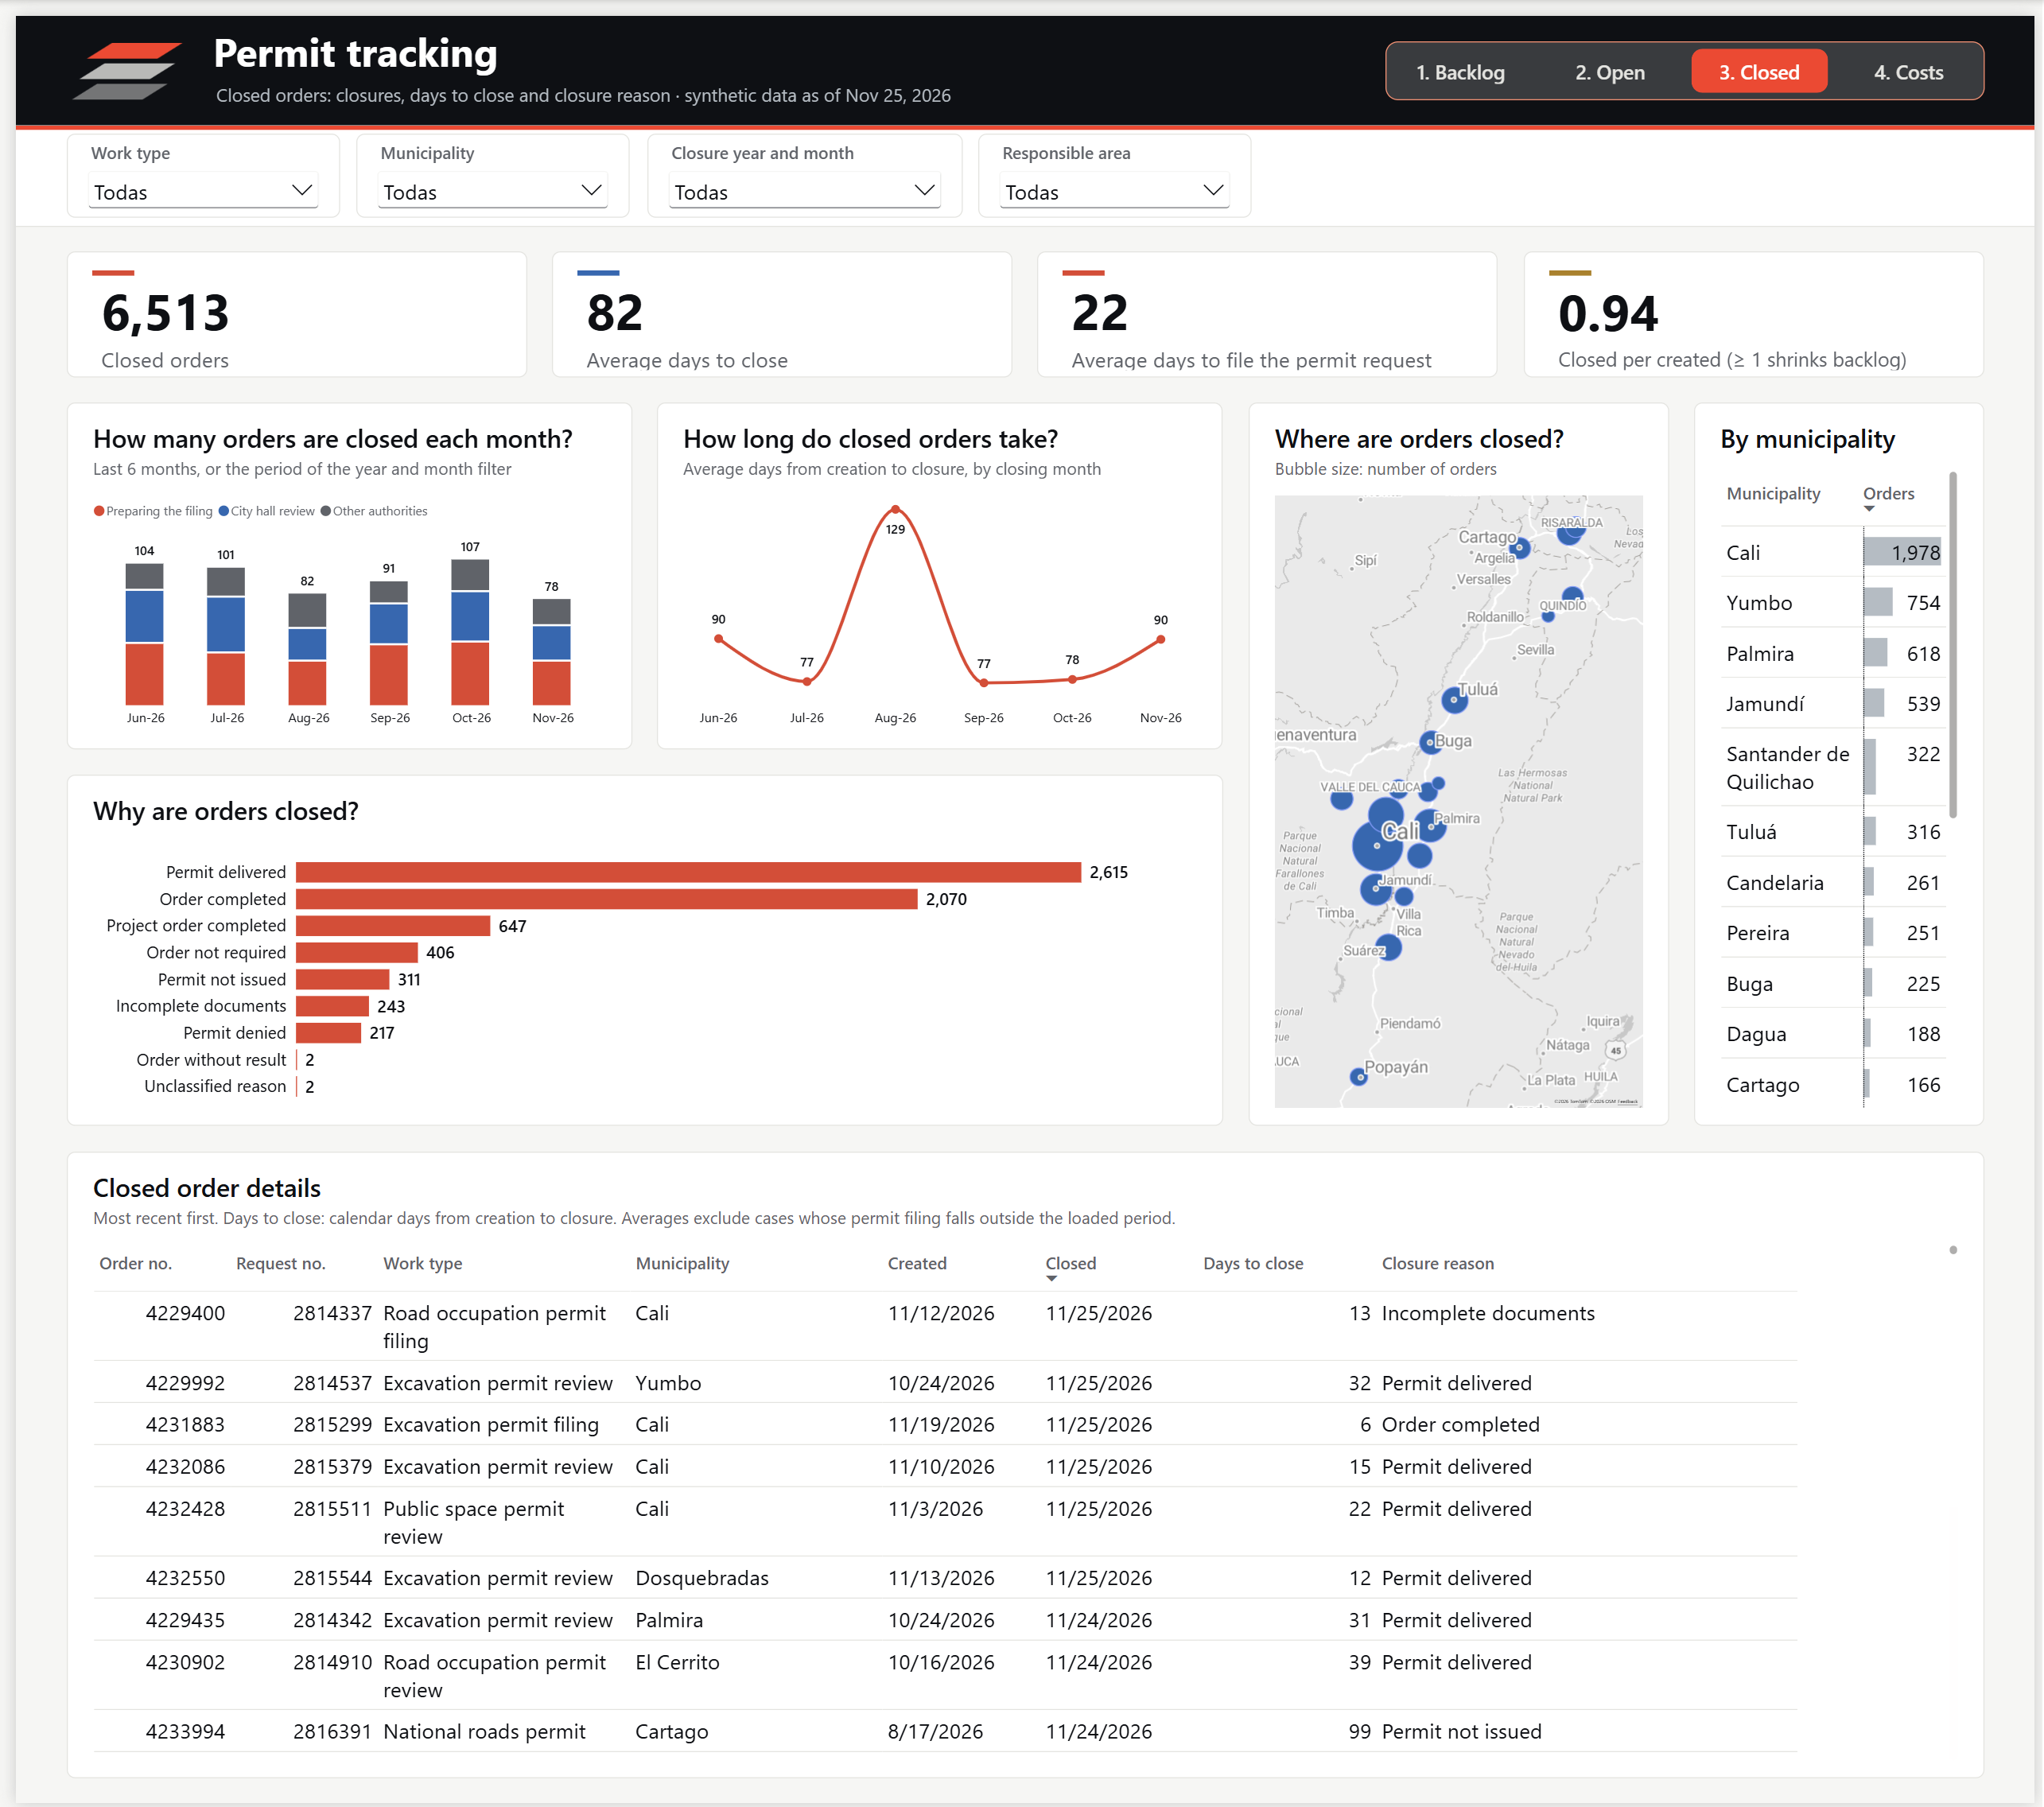 Permit tracking
Closed orders: closures, days to close and closure reason · synthetic data as of Nov 25, 2026
1. Backlog
2. Open
3. Closed
4. Costs
Work type
Todas
Municipality
Todas
Closure year and month
Todas
Responsible area
Todas
6,513
Closed orders
82
Average days to close
22
Average days to file the permit request
0.94
Closed per created (≥ 1 shrinks backlog)
How many orders are closed each month?
Last 6 months, or the period of the year and month filter
Preparing the filing City hall review Other authorities
104 101 82 91 107 78
Jun-26 Jul-26 Aug-26 Sep-26 Oct-26 Nov-26
How long do closed orders take?
Average days from creation to closure, by closing month
90 77 129 77 78 90
Jun-26 Jul-26 Aug-26 Sep-26 Oct-26 Nov-26
Why are orders closed?
Permit delivered 2,615
Order completed 2,070
Project order completed 647
Order not required 406
Permit not issued 311
Incomplete documents 243
Permit denied 217
Order without result 2
Unclassified reason 2
Where are orders closed?
Bubble size: number of orders
RISARALDA
Los
Nevad
Cartago
Argelia
Sipí
Versalles
QUINDÍO
Roldanillo
Sevilla
Tuluá
enaventura
Buga
Las Hermosas
National
Natural Park
VALLE DEL CAUCA
Palmira
Cali
Parque
Nacional
Natural
Farallones
de Cali
Jamundí
Timba
Villa
Rica
Parque
Nacional
Natural
Nevado
del-Huila
Suárez
cional
al
que
Piendamó
Iquira
Nátaga
45
UCA
Popayán
La Plata
HUILA
By municipality
Municipality Orders
Cali 1,978
Yumbo 754
Palmira 618
Jamundí 539
Santander de
Quilichao 322
Tuluá 316
Candelaria 261
Pereira 251
Buga 225
Dagua 188
Cartago 166
Closed order details
Most recent first. Days to close: calendar days from creation to closure. Averages exclude cases whose permit filing falls outside the loaded period.
Order no. Request no. Work type Municipality Created Closed Days to close Closure reason
4229400 2814337 Road occupation permit filing Cali 11/12/2026 11/25/2026 13 Incomplete documents
4229992 2814537 Excavation permit review Yumbo 10/24/2026 11/25/2026 32 Permit delivered
4231883 2815299 Excavation permit filing Cali 11/19/2026 11/25/2026 6 Order completed
4232086 2815379 Excavation permit review Cali 11/10/2026 11/25/2026 15 Permit delivered
4232428 2815511 Public space permit review Cali 11/3/2026 11/25/2026 22 Permit delivered
4232550 2815544 Excavation permit review Dosquebradas 11/13/2026 11/25/2026 12 Permit delivered
4229435 2814342 Excavation permit review Palmira 10/24/2026 11/24/2026 31 Permit delivered
4230902 2814910 Road occupation permit review El Cerrito 10/16/2026 11/24/2026 39 Permit delivered
4233994 2816391 National roads permit Cartago 8/17/2026 11/24/2026 99 Permit not issued